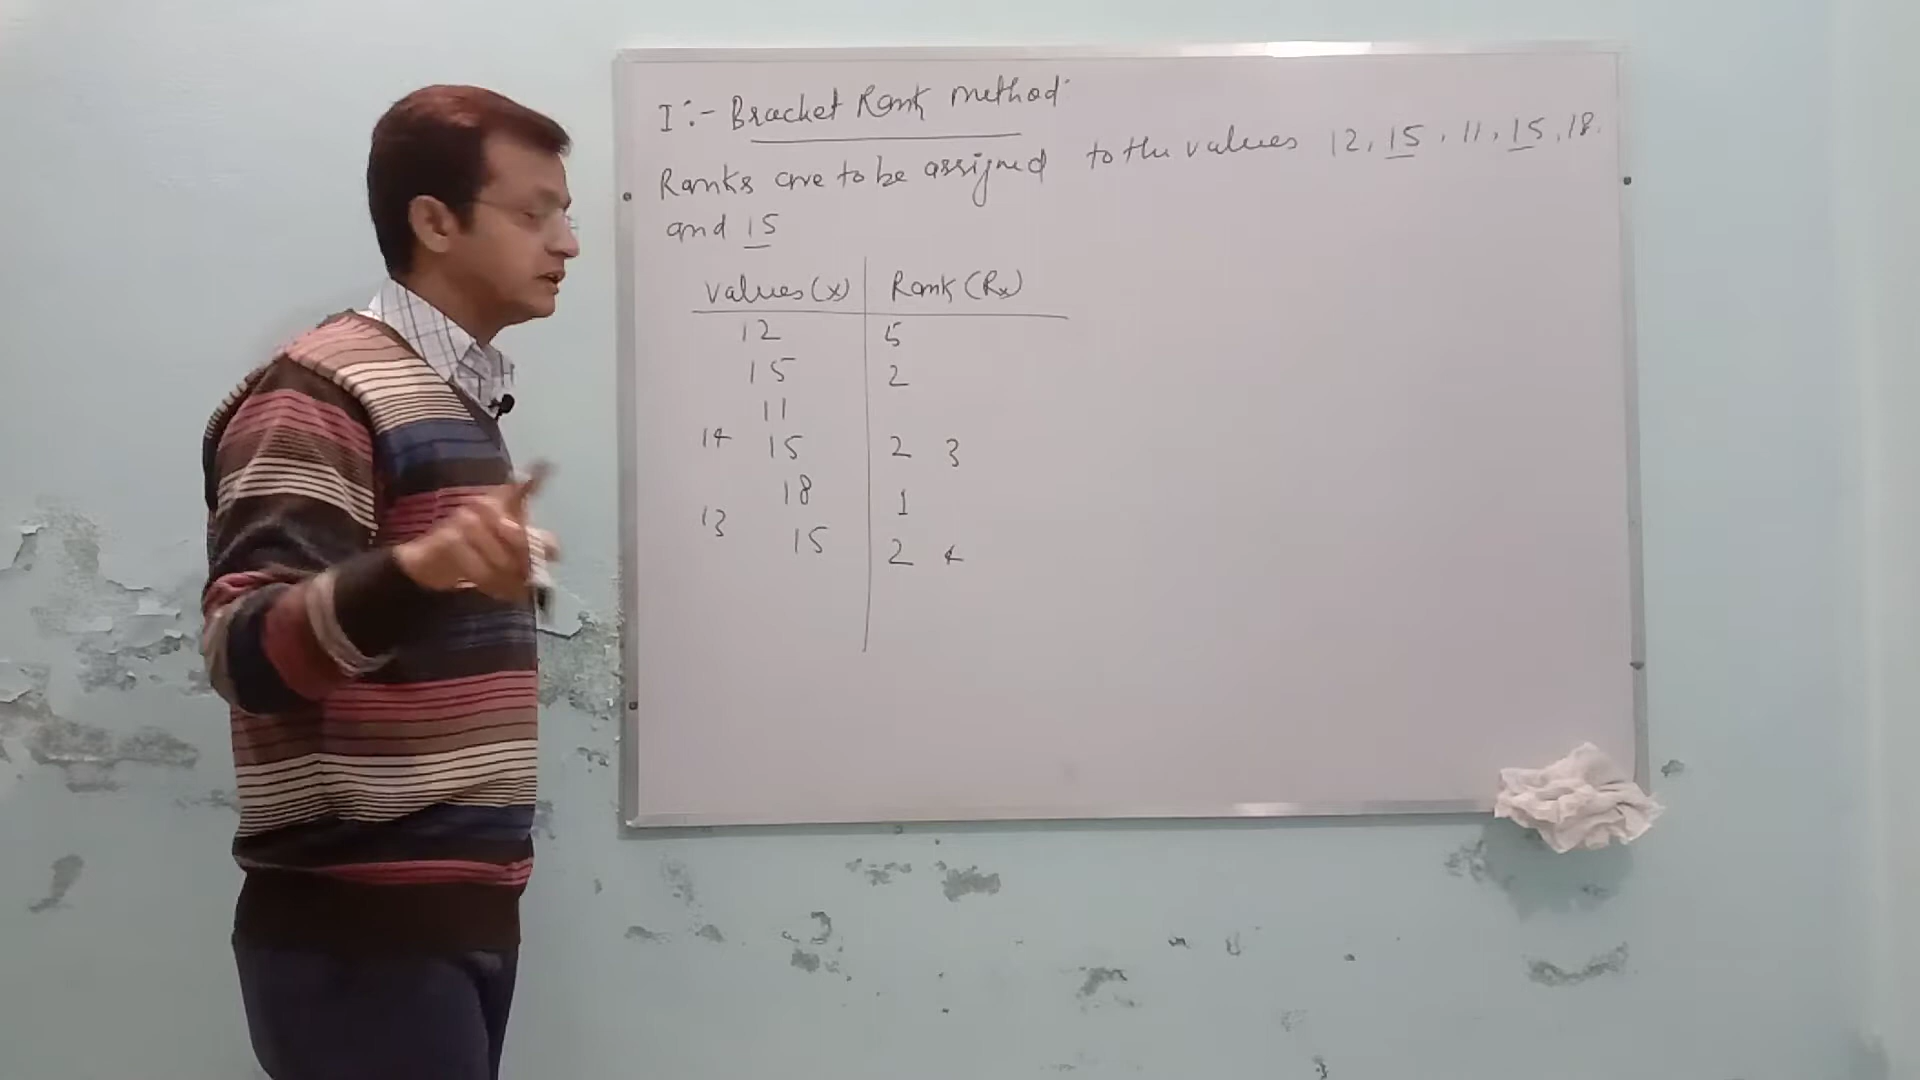 I :- Bracket Rank method
Ranks are to be assigned to the values 12, 15, 11, 15, 18.
and 15
values (x) Rank (Rx)
12 5
15 2
11
14 15 2 3
18 1
13 15 2 4